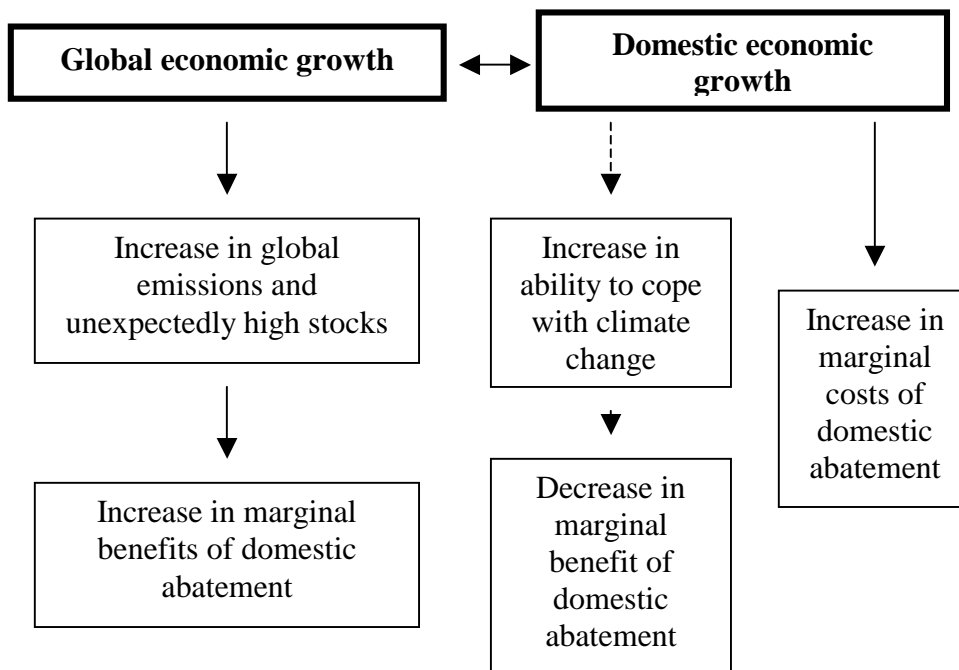 Global economic growth
Domestic economic
growth
Increase in global
emissions and
unexpectedly high stocks
Increase in
ability to cope
with climate
change
Increase in
marginal
costs of
domestic
abatement
Increase in marginal
benefits of domestic
abatement
Decrease in
marginal
benefit of
domestic
abatement